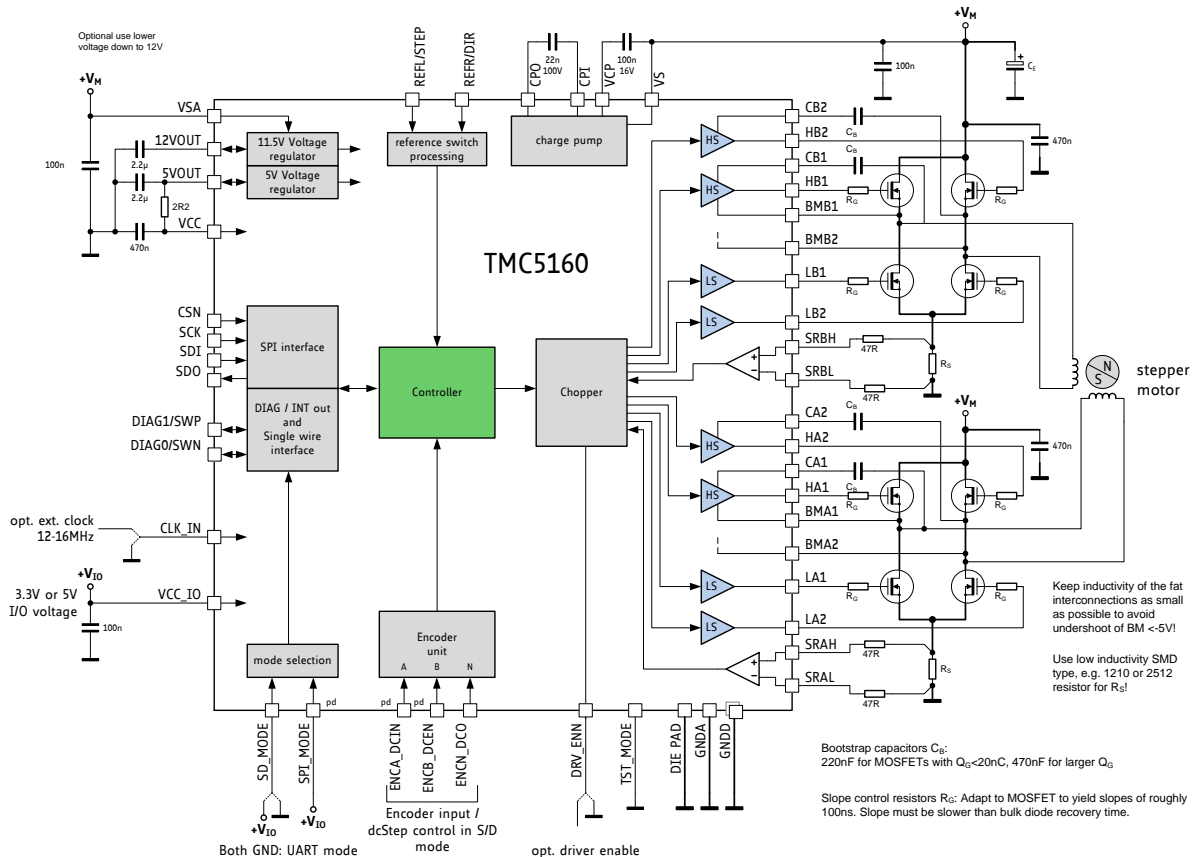 +VM
Optional use lower
voltage down to 12V
+VM
VSA
12VOUT
5VOUT
VCC
100n
2.2µ
2.2µ
2R2
470n
11.5V Voltage
regulator
5V Voltage
regulator
REFL/STEP
REFR/DIR
reference switch
processing
CPO
22n
100V
CPI
VCP
100n
16V
VS
charge pump
100n
+
CE
470n
TMC5160
HS
HS
LS
LS
CB2
CB
HB2
CB1
CB
HB1
RG
RG
BMB1
BMB2
LB1
RG
RG
LB2
SRBH
47R
RS
SRBL
47R
+
−
N
S
stepper
motor
CSN
SCK
SDI
SDO
SPI interface
DIAG1/SWP
DIAG0/SWN
DIAG / INT out
and
Single wire
interface
Controller
Chopper
+VM
470n
HS
HS
LS
LS
CA2
CB
HA2
CA1
CB
HA1
RG
RG
BMA1
BMA2
LA1
RG
RG
LA2
SRAH
47R
RS
SRAL
47R
+
−
opt. ext. clock
12-16MHz
CLK_IN
+VIO
3.3V or 5V
I/O voltage
VCC_IO
100n
mode selection
Encoder
unit
A B N
pd
pd
pd
SD_MODE
SPI_MODE
ENCA_DCIN
ENCB_DCEN
ENCN_DCO
DRV_ENN
TST_MODE
DIE PAD
GNDA
GNDD
+VIO
+VIO
Both GND: UART mode
Encoder input /
dcStep control in S/D
mode
opt. driver enable
Keep inductivity of the fat
interconnections as small
as possible to avoid
undershoot of BM <-5V!
Use low inductivity SMD
type, e.g. 1210 or 2512
resistor for RS!
Bootstrap capacitors CB:
220nF for MOSFETs with QG<20nC, 470nF for larger QG
Slope control resistors RG: Adapt to MOSFET to yield slopes of roughly
100ns. Slope must be slower than bulk diode recovery time.